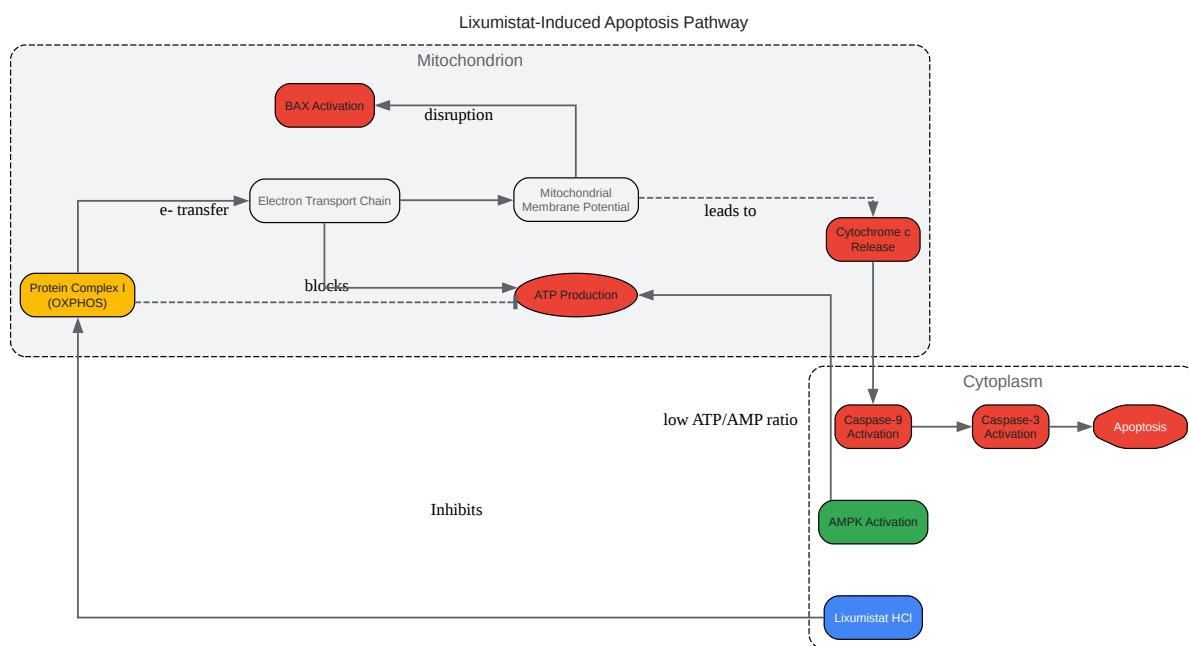 Lixumistat-Induced Apoptosis Pathway
Mitochondrion
BAX Activation
disruption
Mitochondrial
Membrane Potential
Electron Transport Chain
e- transfer
leads to
Cytochrome c
Release
Protein Complex I
(OXPHOS)
blocks
ATP Production
Cytoplasm
low ATP/AMP ratio
Caspase-9
Activation
Caspase-3
Activation
Apoptosis
Inhibits
AMPK Activation
Lixumistat HCl